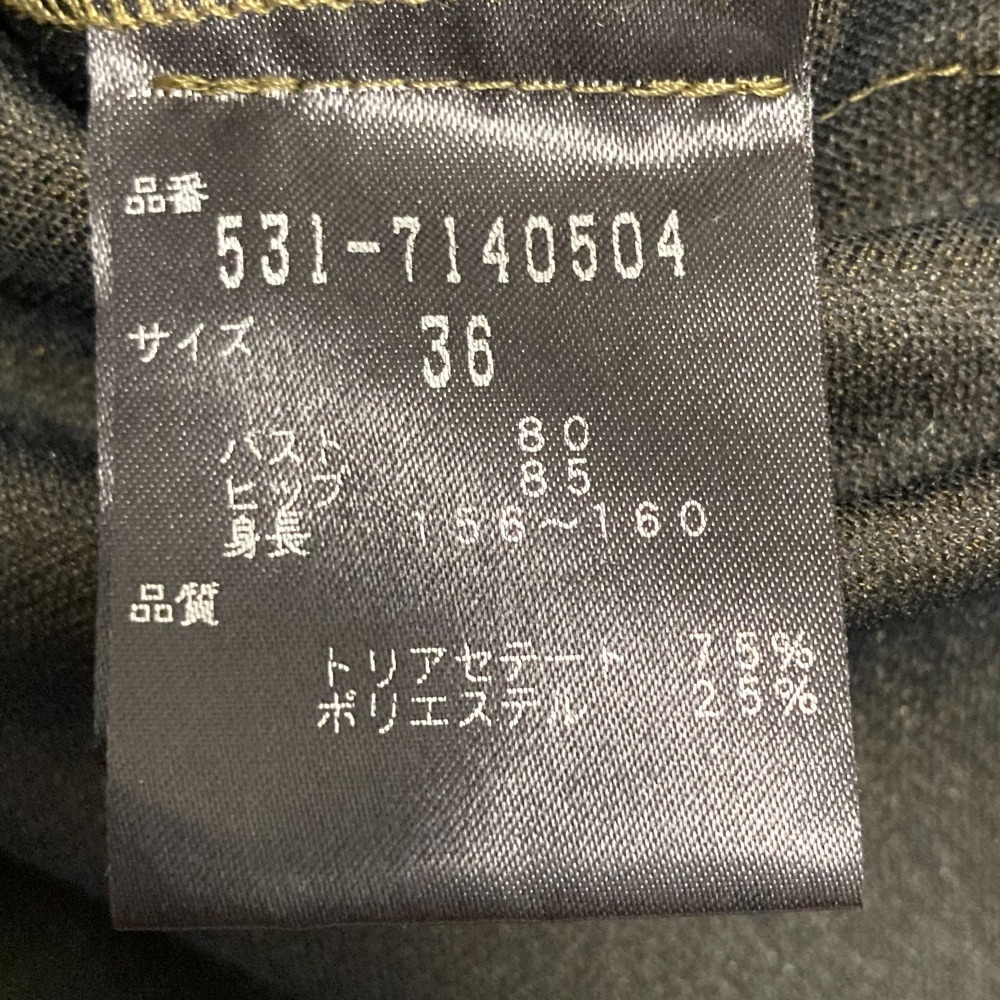 品番
531-7140504
サイズ 36
バスト 80
ヒップ 85
身長 156~160
品質
トリアセテート 75%
ポリエステル 25%